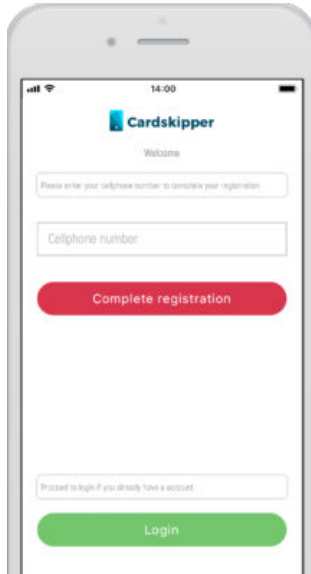 14:00
Cardskipper
Welcome
Please enter your cellphone number to complete your registration
Cellphone number
Complete registration
Proceed to login if you already have a account
Login